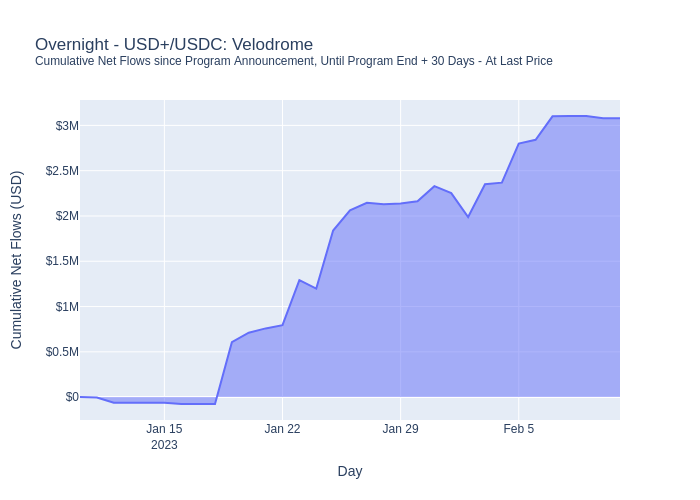 Overnight - USD+/USDC: Velodrome
Cumulative Net Flows since Program Announcement, Until Program End + 30 Days - At Last Price
$3M
$2.5M
$2M
$1.5M
$1M
$0.5M
$0
Cumulative Net Flows (USD)
Jan 15
2023
Jan 22
Jan 29
Feb 5
Day